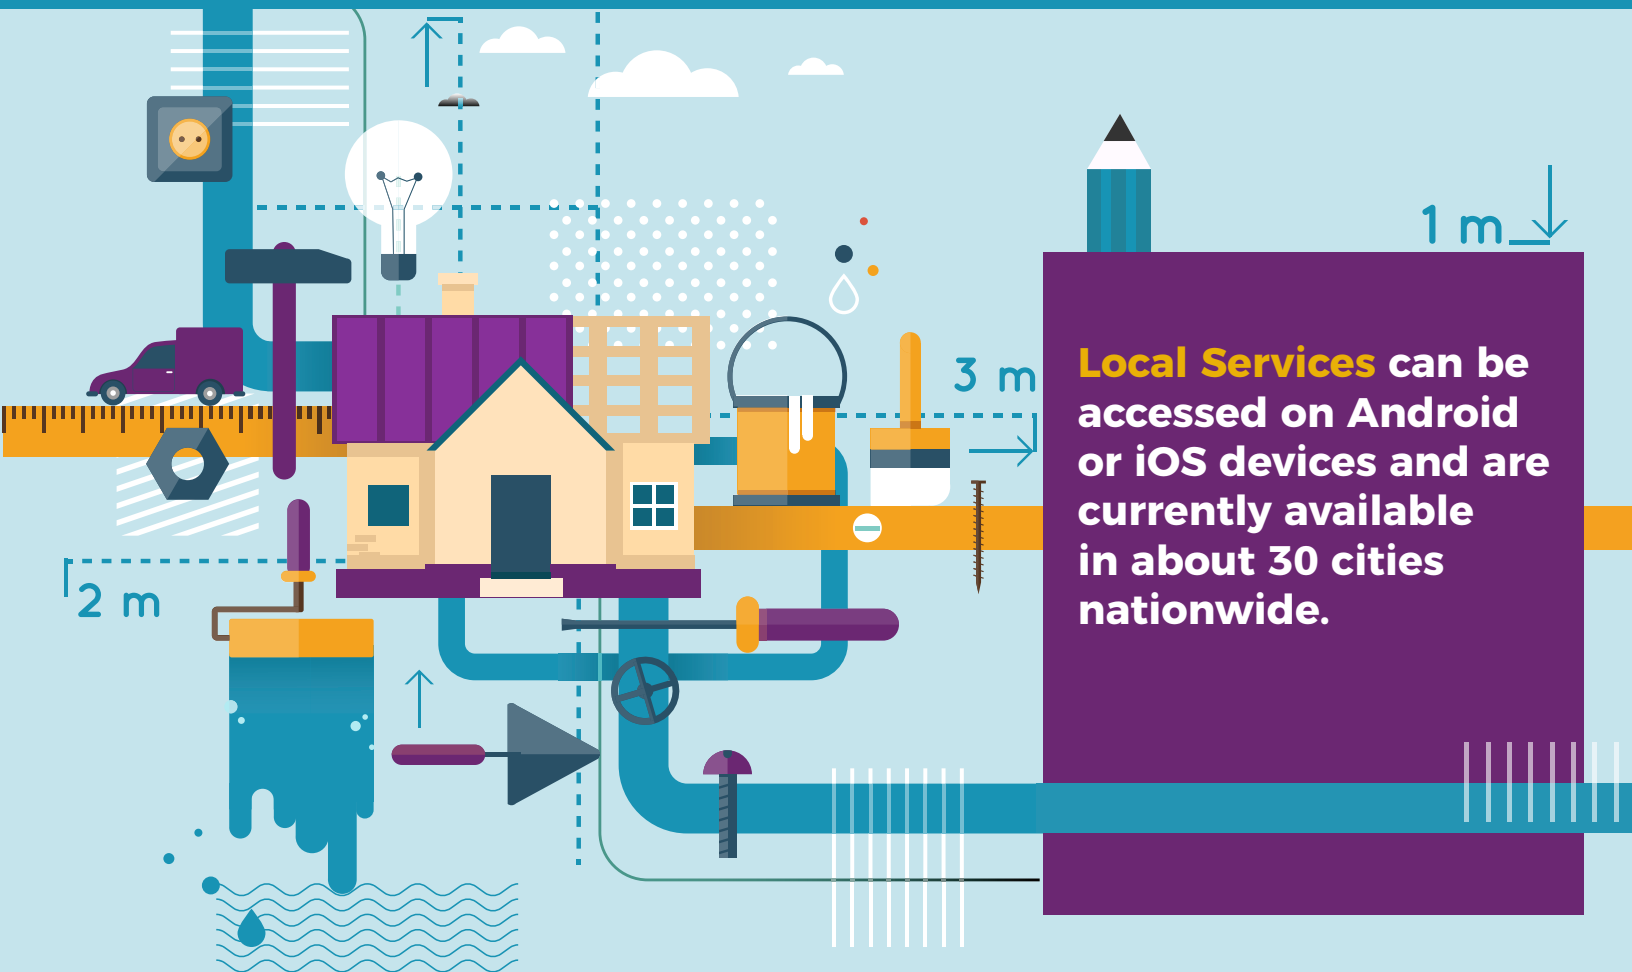 1 m
3 m
2 m
Local Services can be
accessed on Android
or iOS devices and are
currently available
in about 30 cities
nationwide.